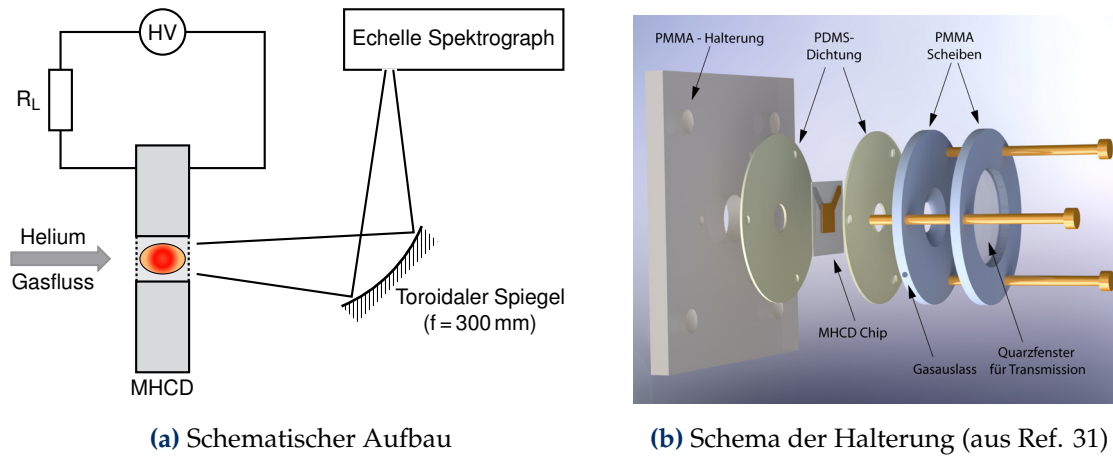 HV
R_L
Echelle Spektrograph
Helium
Gasfluss
Toroidaler Spiegel
(f = 300 mm)
MHCD
(a) Schematischer Aufbau
PMMA - Halterung
PDMS-
Dichtung
PMMA
Scheiben
MHCD Chip
Gasauslass
Quarzfenster
für Transmission
(b) Schema der Halterung (aus Ref. 31)